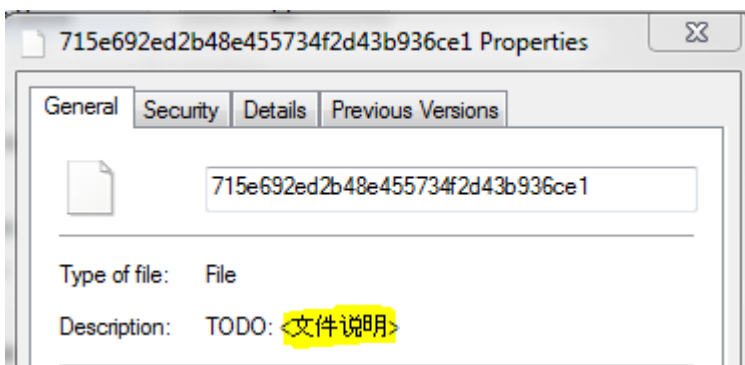 715e692ed2b48e455734f2d43b936ce1 Properties
General Security Details Previous Versions
715e692ed2b48e455734f2d43b936ce1
Type of file: File
Description: TODO: <文件说明>